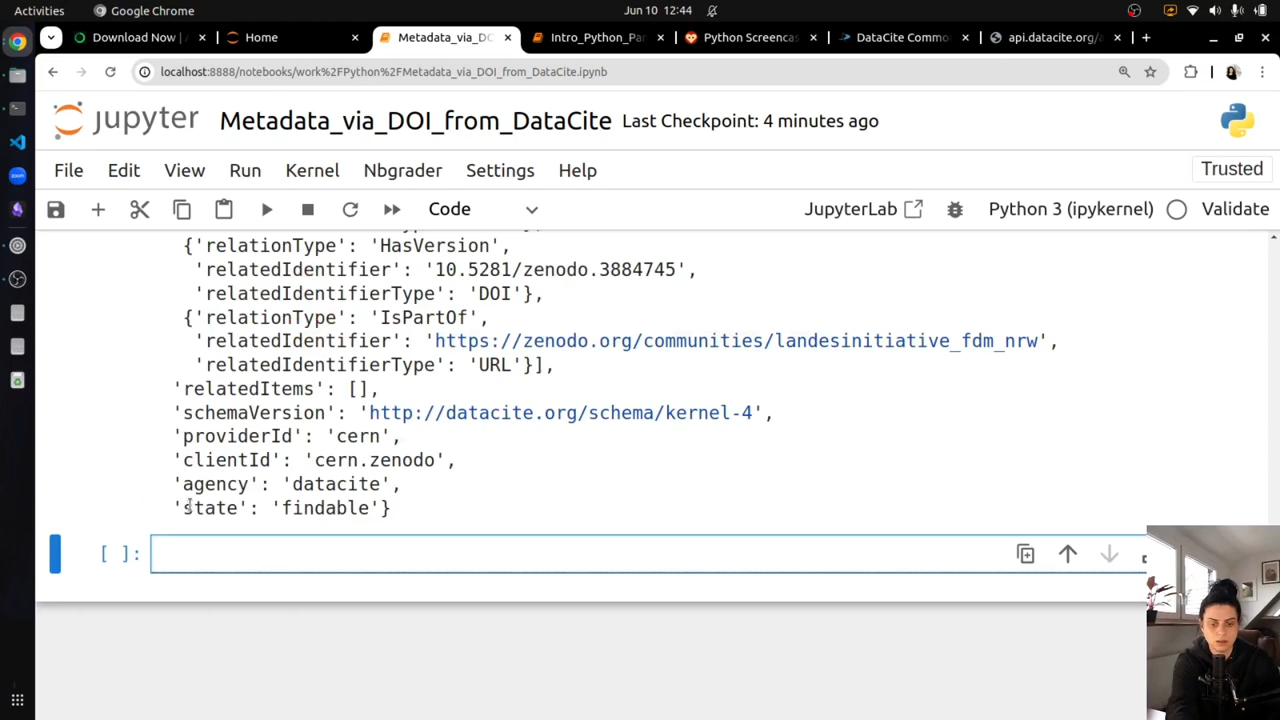 Activities
Google Chrome
Jun 10 12:44
Download Now | A
Home
Metadata_via_DO
Intro_Python_Par
Python Screencas
DataCite Commo
api.datacite.org/
localhost:8888/notebooks/work%2FPython%2FMetadata_via_DOI_from_DataCite.ipynb
jupyter
Metadata_via_DOI_from_DataCite Last Checkpoint: 4 minutes ago
Trusted
File Edit View Run Kernel Nbgrader Settings Help
Code
JupyterLab
Python 3 (ipykernel)
Validate
{'relationType': 'HasVersion',
'relatedIdentifier': '10.5281/zenodo.3884745',
'relatedIdentifierType': 'DOI'},
{'relationType': 'IsPartOf',
'relatedIdentifier': 'https://zenodo.org/communities/landesinitiative_fdm_nrw',
'relatedIdentifierType': 'URL'}],
'relatedItems': [],
'schemaVersion': 'http://datacite.org/schema/kernel-4',
'providerId': 'cern',
'clientId': 'cern.zenodo',
'agency': 'datacite',
'state': 'findable'}
[ ]: